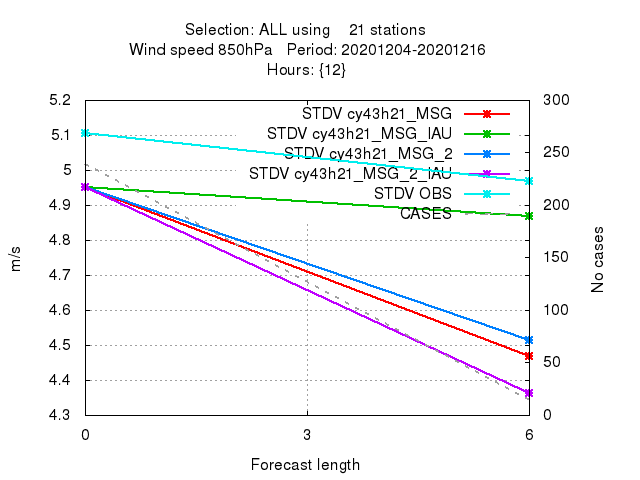 Selection: ALL using 21 stations
Wind speed 850hPa Period: 20201204-20201216
Hours: {12}
5.2
5.1
5
4.9
4.8
4.7
4.6
4.5
4.4
4.3
m/s
STDV cy43h21_MSG
STDV cy43h21_MSG_IAU
STDV cy43h21_MSG_2
STDV cy43h21_MSG_2_IAU
STDV OBS
CASES
300
250
200
150
100
50
0
No cases
0 3 6
Forecast length